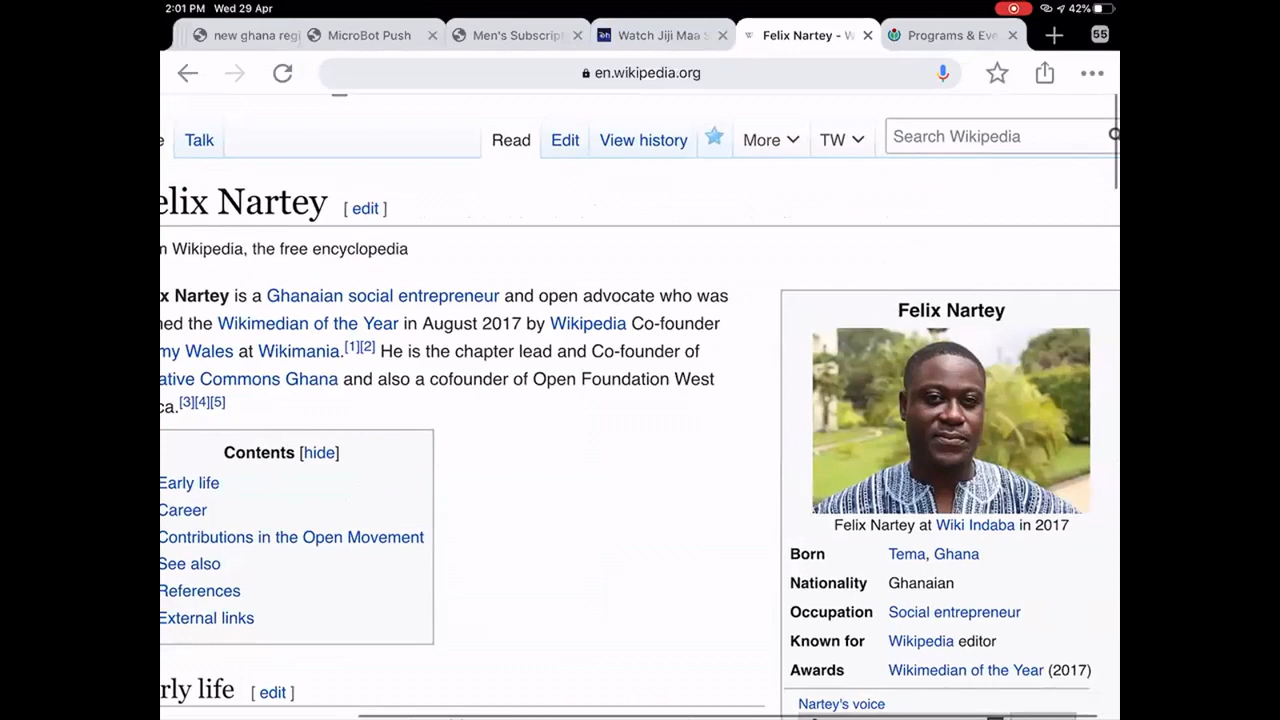 2:01 PM Wed 29 Apr 42%
new ghana regi MicroBot Push Men's Subscrip Watch Jiji Maa S Felix Nartey - W Programs & Eve 55
en.wikipedia.org
e Talk Read Edit View history More TW Search Wikipedia
elix Nartey [ edit ]
n Wikipedia, the free encyclopedia
x Nartey is a Ghanaian social entrepreneur and open advocate who was
ned the Wikimedian of the Year in August 2017 by Wikipedia Co-founder
my Wales at Wikimania.[1][2] He is the chapter lead and Co-founder of
ative Commons Ghana and also a cofounder of Open Foundation West
ca.[3][4][5]
Contents [hide]
Early life
Career
Contributions in the Open Movement
See also
References
External links
rly life [ edit ]
Felix Nartey
Felix Nartey at Wiki Indaba in 2017
Born Tema, Ghana
Nationality Ghanaian
Occupation Social entrepreneur
Known for Wikipedia editor
Awards Wikimedian of the Year (2017)
Nartey's voice